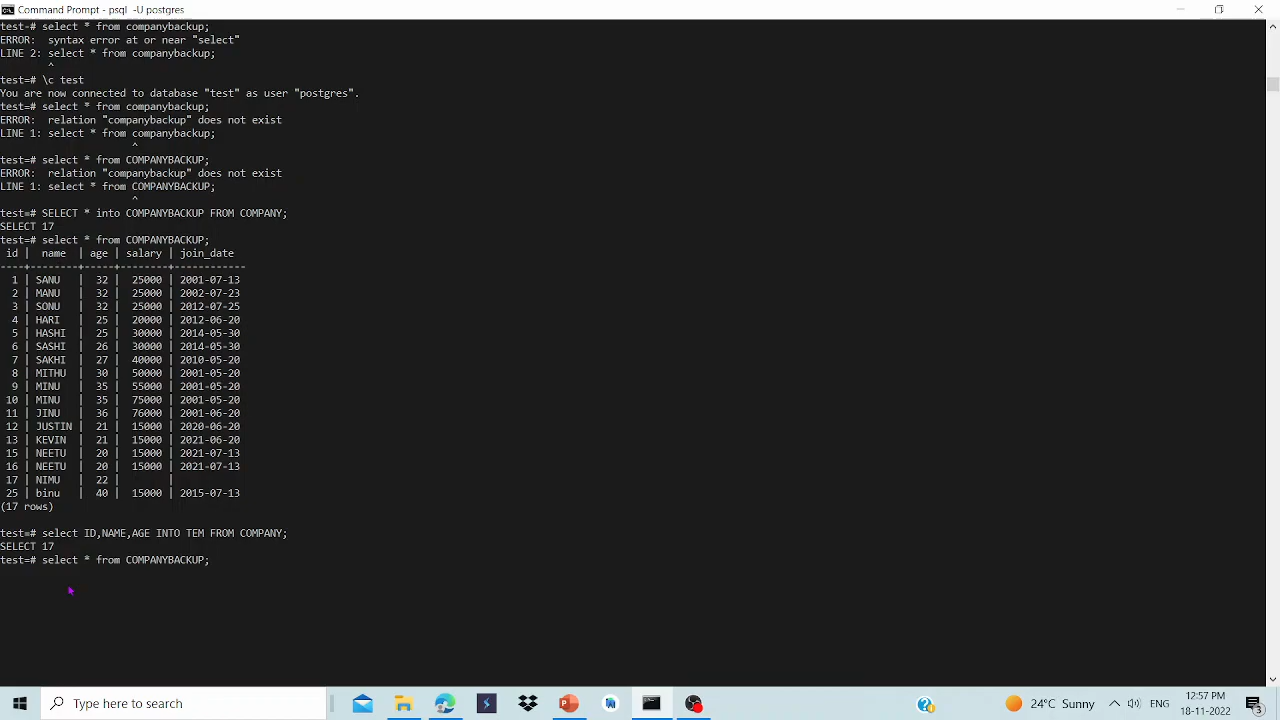 Command Prompt - psql -U postgres
test-# select * from companybackup;
ERROR:  syntax error at or near "select"
LINE 2: select * from companybackup;
        ^
test=# \c test
You are now connected to database "test" as user "postgres".
test=# select * from companybackup;
ERROR:  relation "companybackup" does not exist
LINE 1: select * from companybackup;
                      ^
test=# select * from COMPANYBACKUP;
ERROR:  relation "companybackup" does not exist
LINE 1: select * from COMPANYBACKUP;
                      ^
test=# SELECT * into COMPANYBACKUP FROM COMPANY;
SELECT 17
test=# select * from COMPANYBACKUP;
 id |  name  | age | salary | join_date
----+--------+-----+--------+------------
  1 | SANU   |  32 |  25000 | 2001-07-13
  2 | MANU   |  32 |  25000 | 2002-07-23
  3 | SONU   |  32 |  25000 | 2012-07-25
  4 | HARI   |  25 |  20000 | 2012-06-20
  5 | HASHI  |  25 |  30000 | 2014-05-30
  6 | SASHI  |  26 |  30000 | 2014-05-30
  7 | SAKHI  |  27 |  40000 | 2010-05-20
  8 | MITHU  |  30 |  50000 | 2001-05-20
  9 | MINU   |  35 |  55000 | 2001-05-20
 10 | MINU   |  35 |  75000 | 2001-05-20
 11 | JINU   |  36 |  76000 | 2001-06-20
 12 | JUSTIN |  21 |  15000 | 2020-06-20
 13 | KEVIN  |  21 |  15000 | 2021-06-20
 15 | NEETU  |  20 |  15000 | 2021-07-13
 16 | NEETU  |  20 |  15000 | 2021-07-13
 17 | NIMU   |  22 |        |
 25 | binu   |  40 |  15000 | 2015-07-13
(17 rows)
test=# select ID,NAME,AGE INTO TEM FROM COMPANY;
SELECT 17
test=# select * from COMPANYBACKUP;
Type here to search
24°C Sunny
ENG
12:57 PM
18-11-2022
3